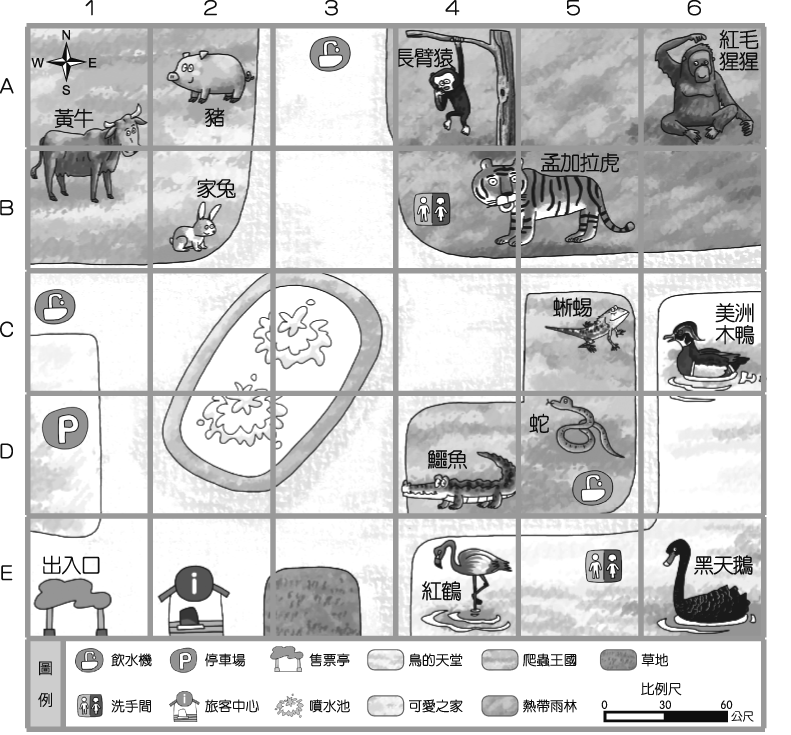 1 2 3 4 5 6
A
長臂猿
紅毛
猩猩
N
W E
S
黃牛
豬
B
家兔
孟加拉虎
C
蜥蜴
美洲
木鴨
D
P
鱷魚
蛇
E
出入口
i
紅鶴
黑天鵝
圖例
飲水機 P 停車場 售票亭 鳥的天堂 爬蟲王國 草地
洗手間 i 旅客中心 噴水池 可愛之家 熱帶雨林
比例尺
0 30 60 公尺